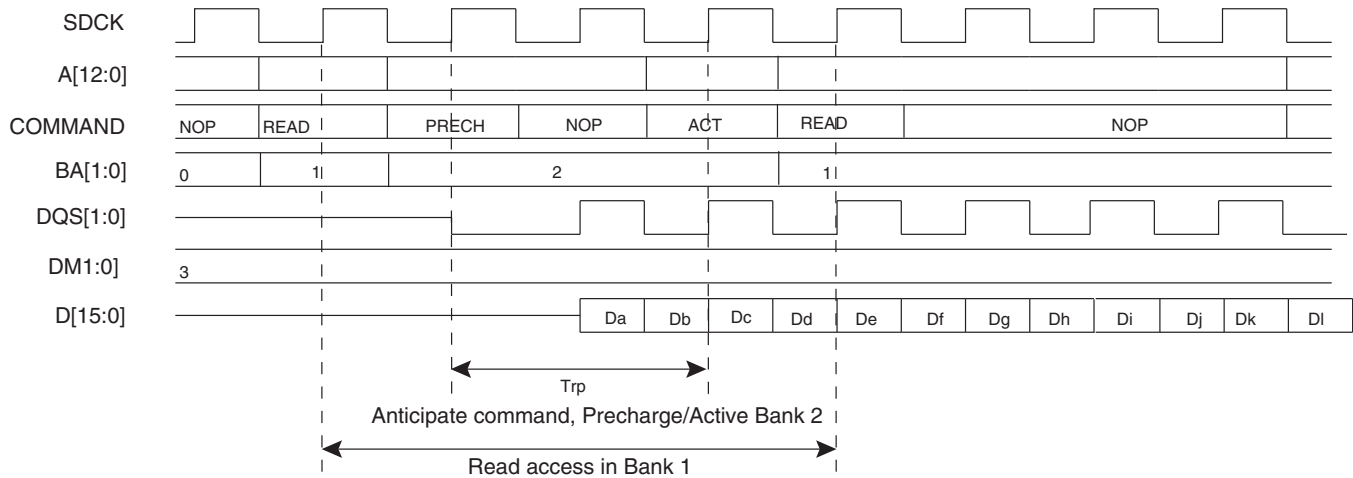 SDCK
A[12:0]
COMMAND NOP READ PRECH NOP ACT READ NOP
BA[1:0] 0 1 2 1
DQS[1:0]
DM1:0] 3
D[15:0] Da Db Dc Dd De Df Dg Dh Di Dj Dk Dl
Trp
Anticipate command, Precharge/Active Bank 2
Read access in Bank 1